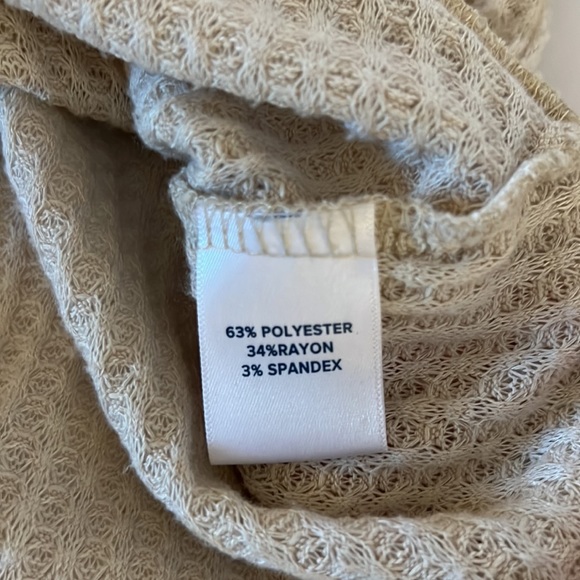 63% POLYESTER
34%RAYON
3% SPANDEX